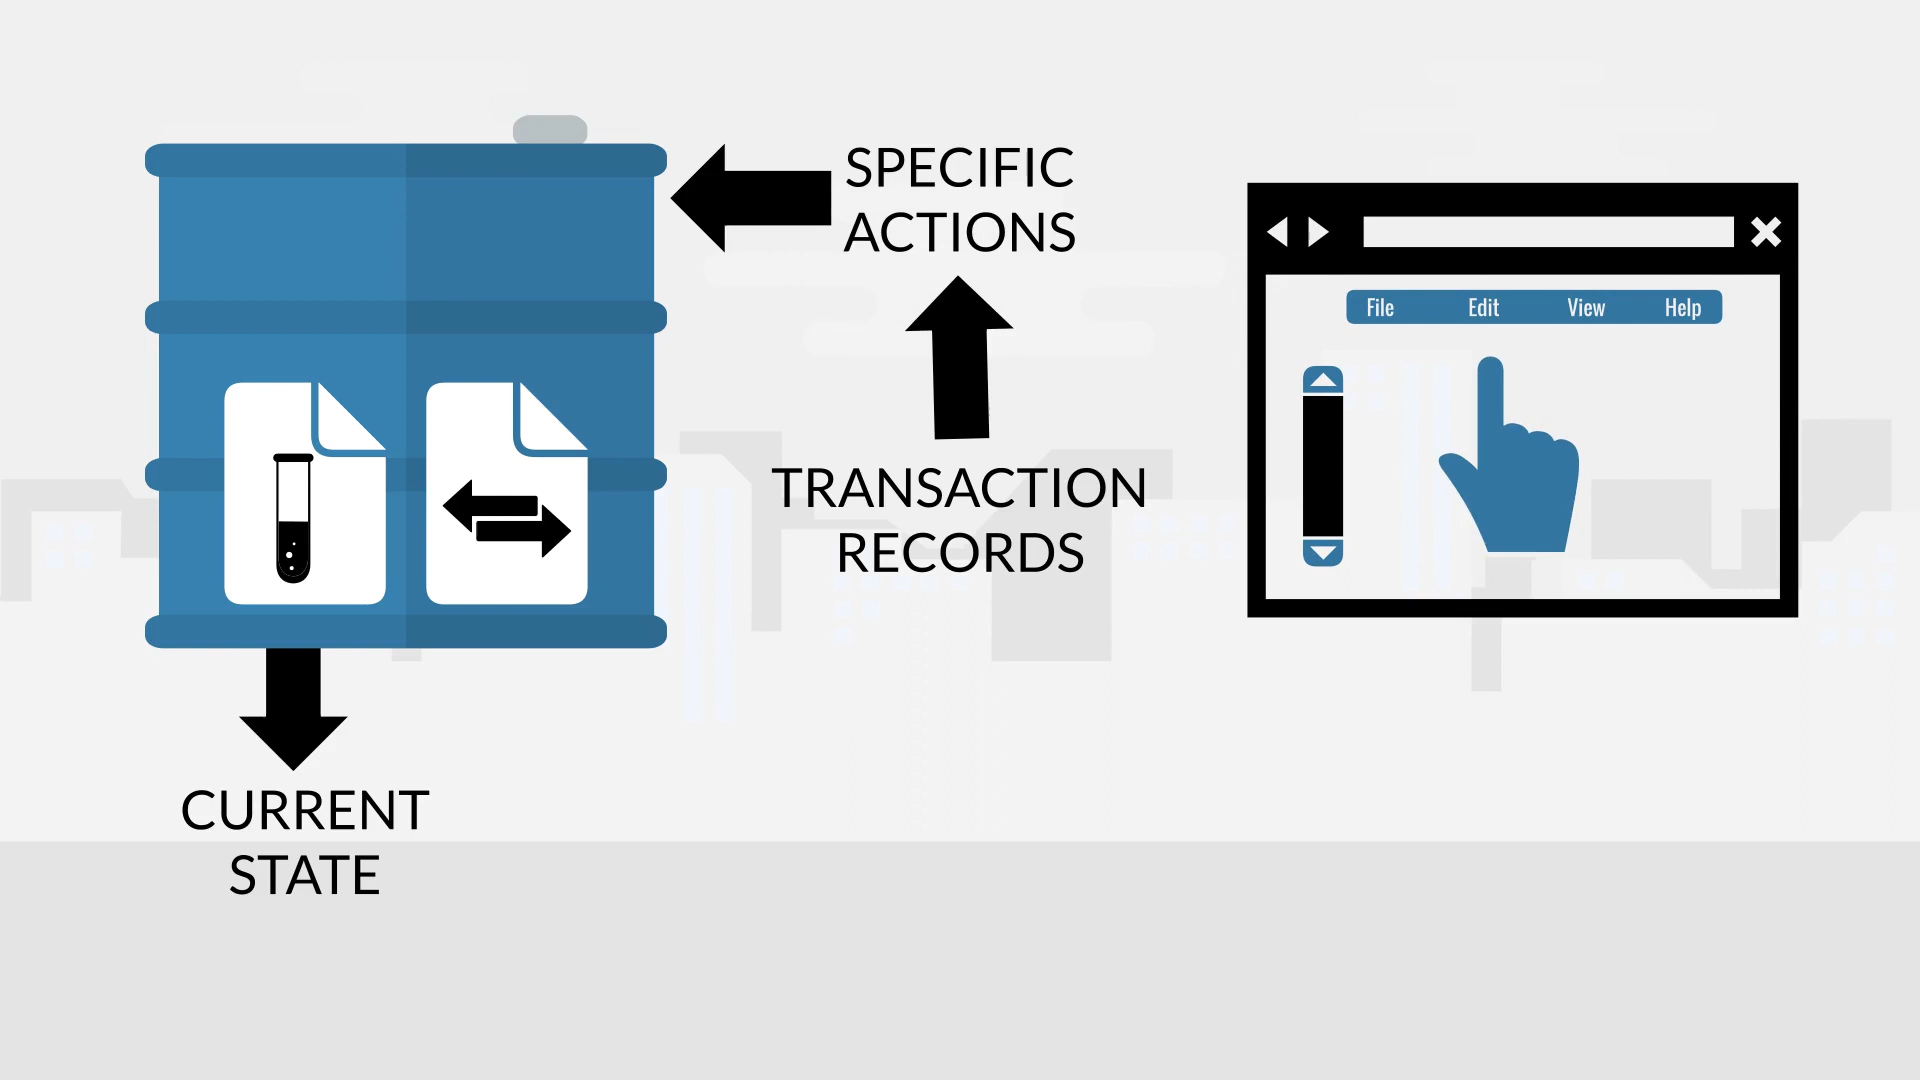 SPECIFIC
ACTIONS
File Edit View Help
TRANSACTION
RECORDS
CURRENT
STATE